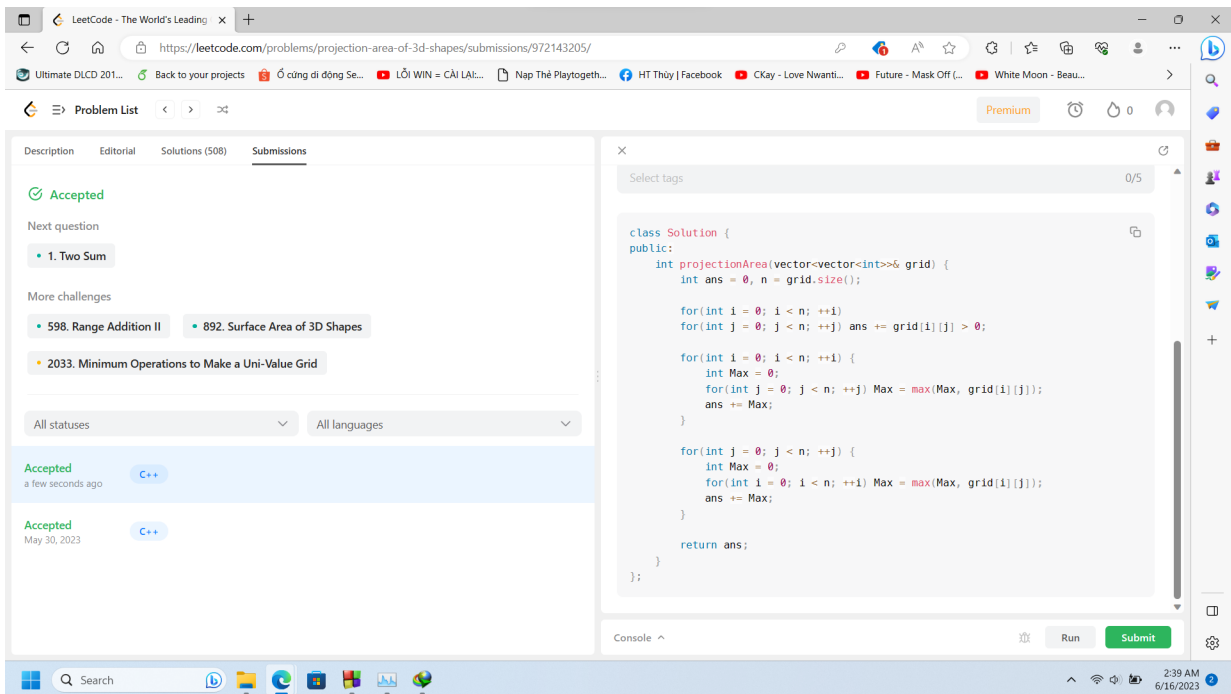 LeetCode - The World's Leading
https://leetcode.com/problems/projection-area-of-3d-shapes/submissions/972143205/
Ultimate DLCD 201... Back to your projects Ổ cứng di động Se... LỖI WIN = CÀI LẠI:... Nạp Thẻ Playtogeth... HT Thùy | Facebook CKay - Love Nwanti... Future - Mask Off (... White Moon - Beau...
Problem List
Premium
0
Description Editorial Solutions (508) Submissions
Accepted
Next question
• 1. Two Sum
More challenges
• 598. Range Addition II • 892. Surface Area of 3D Shapes
• 2033. Minimum Operations to Make a Uni-Value Grid
All statuses All languages
Accepted
a few seconds ago
C++
Accepted
May 30, 2023
C++
Select tags 0/5
class Solution {
public:
    int projectionArea(vector<vector<int>>& grid) {
        int ans = 0, n = grid.size();
        for(int i = 0; i < n; ++i)
        for(int j = 0; j < n; ++j) ans += grid[i][j] > 0;
        for(int i = 0; i < n; ++i) {
            int Max = 0;
            for(int j = 0; j < n; ++j) Max = max(Max, grid[i][j]);
            ans += Max;
        }
        for(int j = 0; j < n; ++j) {
            int Max = 0;
            for(int i = 0; i < n; ++i) Max = max(Max, grid[i][j]);
            ans += Max;
        }
        return ans;
    }
};
Console Run Submit
Search
2:39 AM
6/16/2023
2